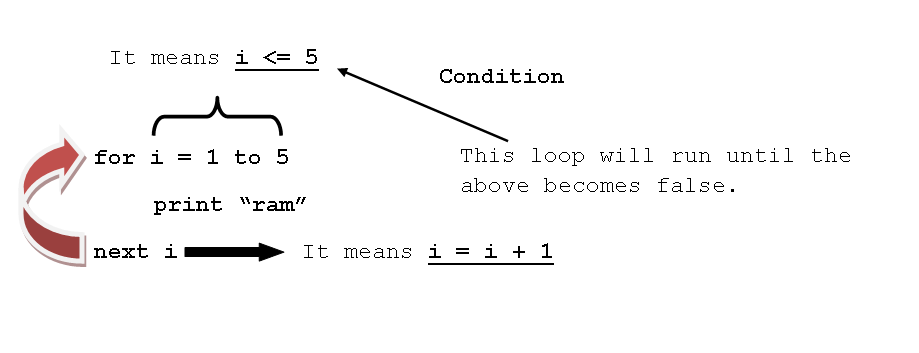 It means i <= 5
Condition
for i = 1 to 5
This loop will run until the
above becomes false.
print “ram”
next i
It means i = i + 1